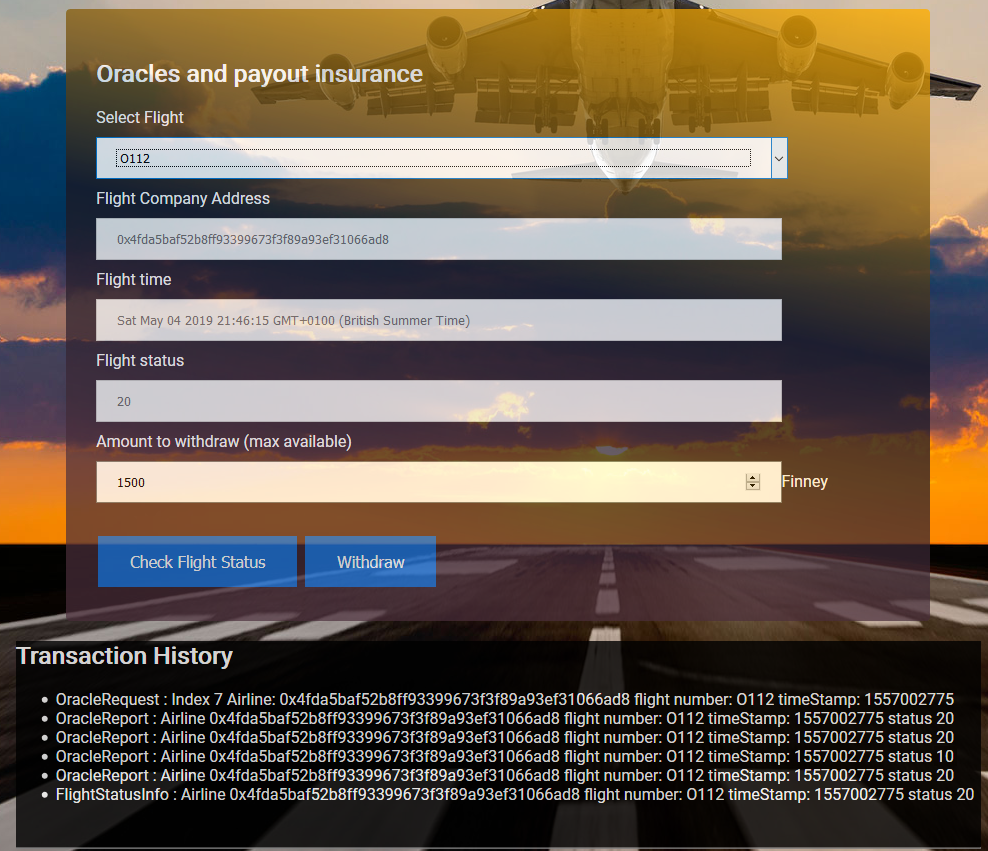 Oracles and payout insurance
Select Flight
O112
Flight Company Address
0x4fda5baf52b8ff93399673f3f89a93ef31066ad8
Flight time
Sat May 04 2019 21:46:15 GMT+0100 (British Summer Time)
Flight status
20
Amount to withdraw (max available)
1500 Finney
Check Flight Status Withdraw
Transaction History
• OracleRequest : Index 7 Airline: 0x4fda5baf52b8ff93399673f3f89a93ef31066ad8 flight number: O112 timeStamp: 1557002775
• OracleReport : Airline 0x4fda5baf52b8ff93399673f3f89a93ef31066ad8 flight number: O112 timeStamp: 1557002775 status 20
• OracleReport : Airline 0x4fda5baf52b8ff93399673f3f89a93ef31066ad8 flight number: O112 timeStamp: 1557002775 status 20
• OracleReport : Airline 0x4fda5baf52b8ff93399673f3f89a93ef31066ad8 flight number: O112 timeStamp: 1557002775 status 10
• OracleReport : Airline 0x4fda5baf52b8ff93399673f3f89a93ef31066ad8 flight number: O112 timeStamp: 1557002775 status 20
• FlightStatusInfo : Airline 0x4fda5baf52b8ff93399673f3f89a93ef31066ad8 flight number: O112 timeStamp: 1557002775 status 20